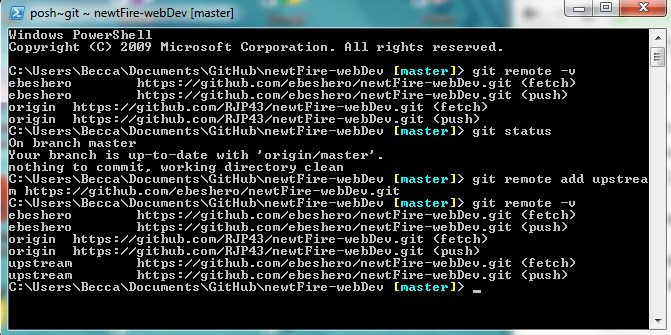 posh~git ~ newtFire-webDev [master]
Windows PowerShell
Copyright (C) 2009 Microsoft Corporation. All rights reserved.
C:\Users\Becca\Documents\GitHub\newtFire-webDev [master]> git remote -v
ebeshero https://github.com/ebeshero/newtFire-webDev.git (fetch)
ebeshero https://github.com/ebeshero/newtFire-webDev.git (push)
origin https://github.com/RJP43/newtFire-webDev.git (fetch)
origin https://github.com/RJP43/newtFire-webDev.git (push)
C:\Users\Becca\Documents\GitHub\newtFire-webDev [master]> git status
On branch master
Your branch is up-to-date with 'origin/master'.
nothing to commit, working directory clean
C:\Users\Becca\Documents\GitHub\newtFire-webDev [master]> git remote add upstrea
m https://github.com/ebeshero/newtFire-webDev.git
C:\Users\Becca\Documents\GitHub\newtFire-webDev [master]> git remote -v
ebeshero https://github.com/ebeshero/newtFire-webDev.git (fetch)
ebeshero https://github.com/ebeshero/newtFire-webDev.git (push)
origin https://github.com/RJP43/newtFire-webDev.git (fetch)
origin https://github.com/RJP43/newtFire-webDev.git (push)
upstream https://github.com/ebeshero/newtFire-webDev.git (fetch)
upstream https://github.com/ebeshero/newtFire-webDev.git (push)
C:\Users\Becca\Documents\GitHub\newtFire-webDev [master]> _